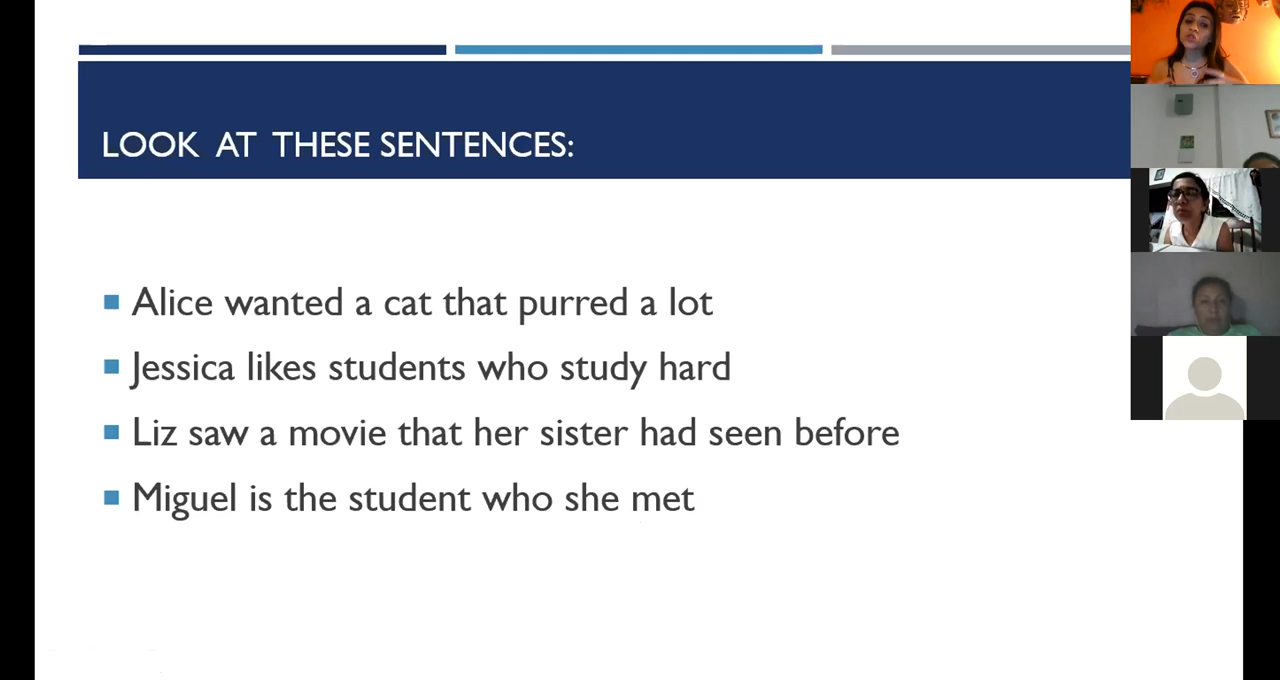 LOOK AT THESE SENTENCES:
Alice wanted a cat that purred a lot
Jessica likes students who study hard
Liz saw a movie that her sister had seen before
Miguel is the student who she met